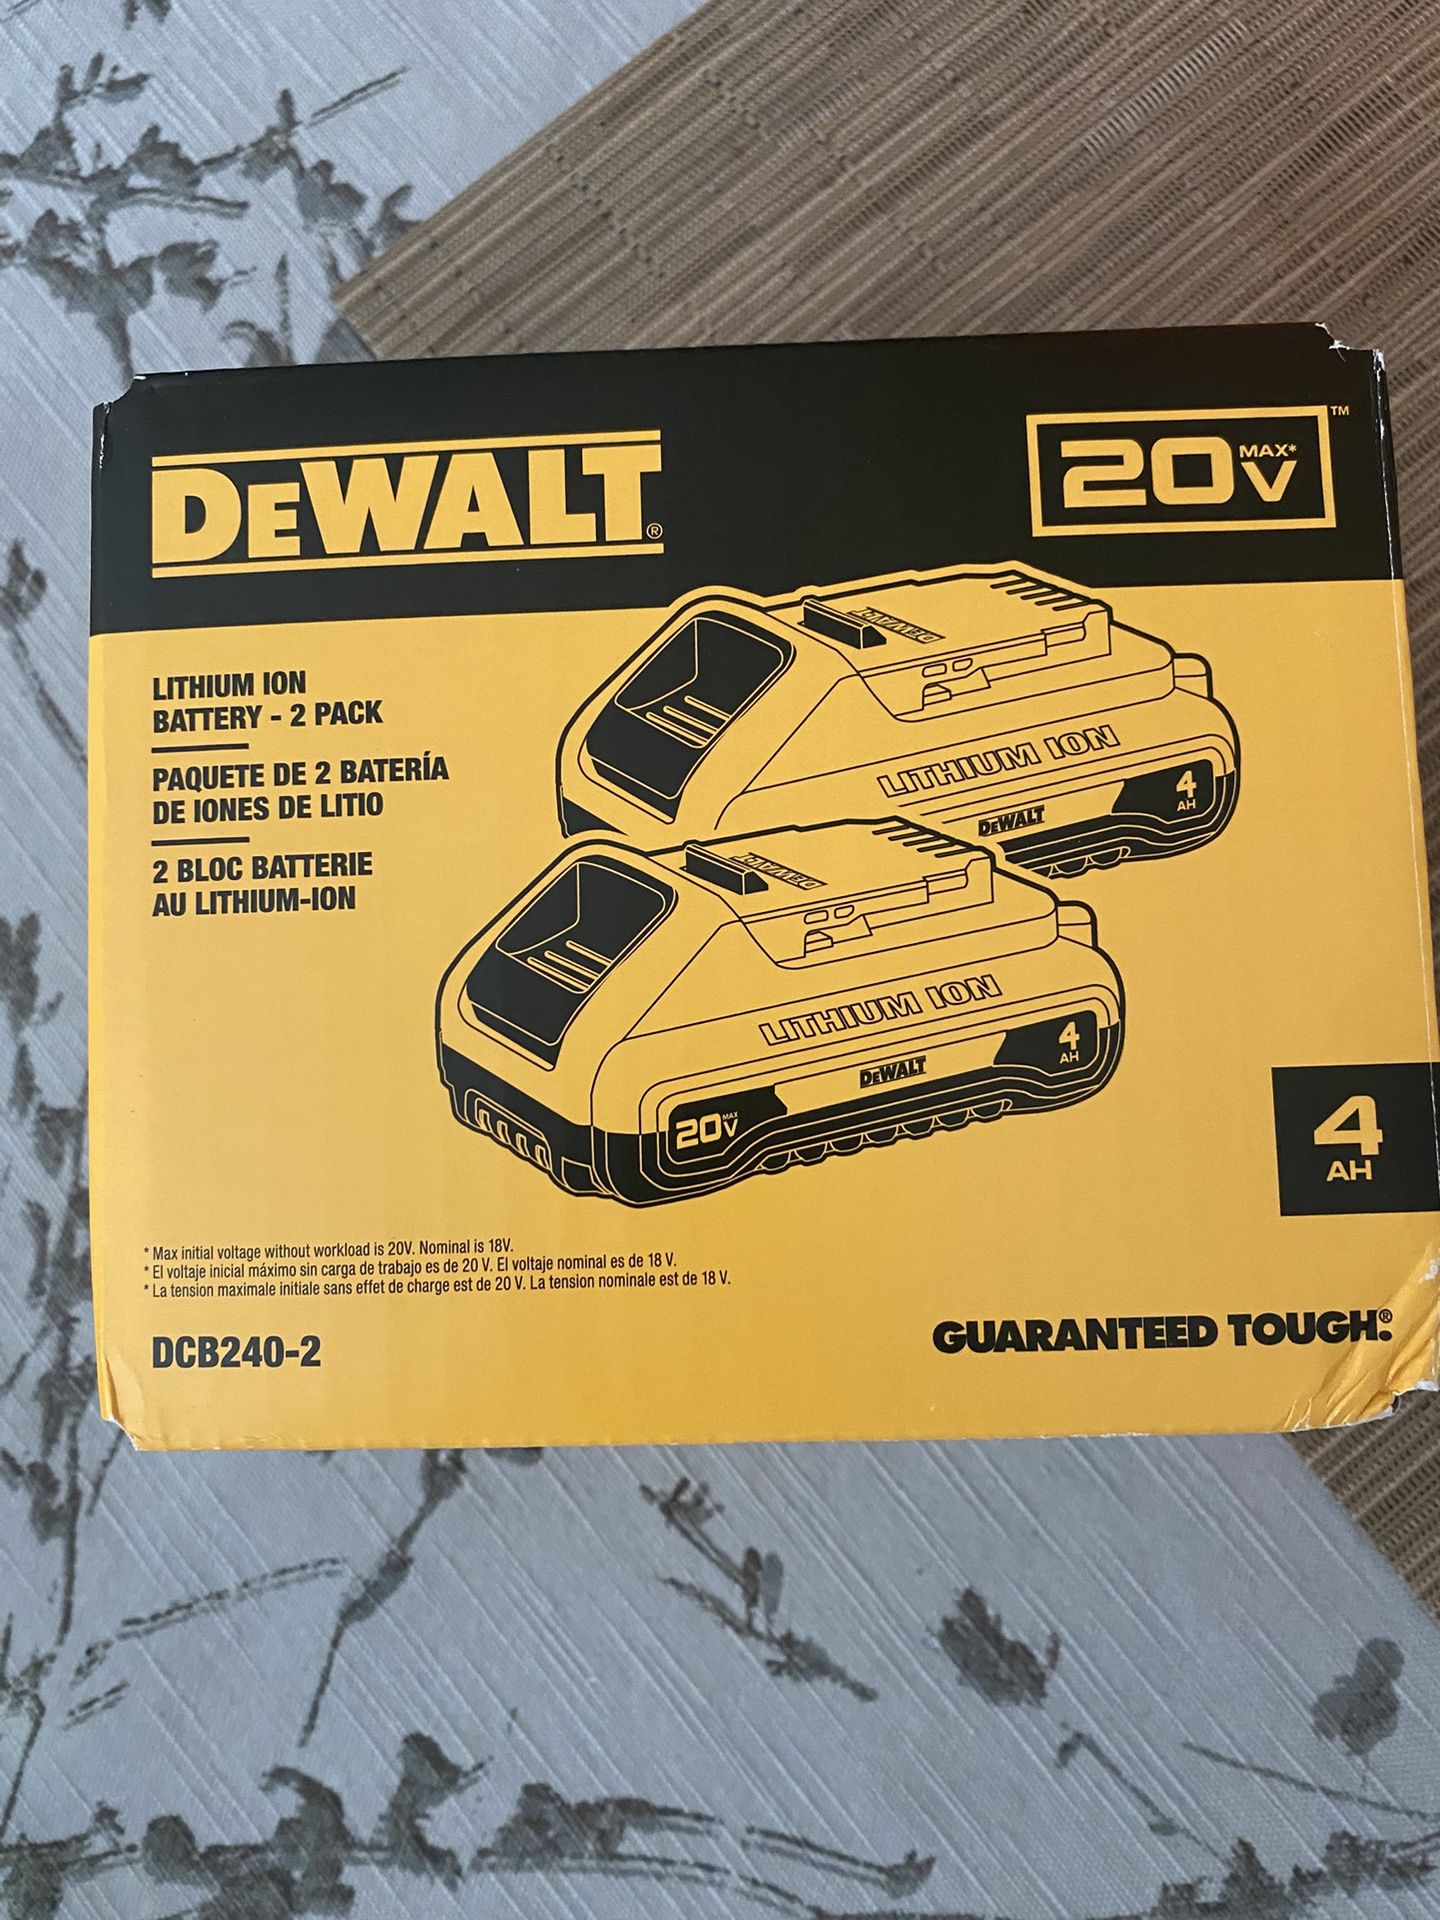 DEWALT®
20V MAX*™
LITHIUM ION
BATTERY - 2 PACK
PAQUETE DE 2 BATERÍA
DE IONES DE LITIO
2 BLOC BATTERIE
AU LITHIUM-ION
DEWALT
LITHIUM ION
DEWALT
4
AH
DEWALT
LITHIUM ION
DEWALT
4
AH
20V MAX
4
AH
* Max initial voltage without workload is 20V. Nominal is 18V.
* El voltaje inicial máximo sin carga de trabajo es de 20 V. El voltaje nominal es de 18 V.
* La tension maximale initiale sans effet de charge est de 20 V. La tension nominale est de 18 V.
DCB240-2
GUARANTEED TOUGH.®